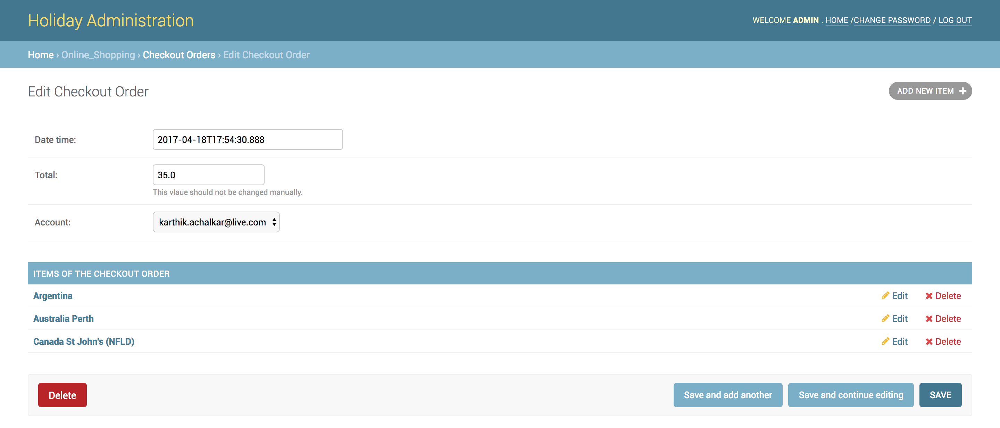 Holiday Administration
WELCOME ADMIN . HOME /CHANGE PASSWORD / LOG OUT
Home › Online_Shopping › Checkout Orders › Edit Checkout Order
Edit Checkout Order
ADD NEW ITEM +
Date time:
2017-04-18T17:54:30.888
Total:
35.0
This vlaue should not be changed manually.
Account:
karthik.achalkar@live.com
ITEMS OF THE CHECKOUT ORDER
Argentina Edit Delete
Australia Perth Edit Delete
Canada St John's (NFLD) Edit Delete
Delete Save and add another Save and continue editing SAVE